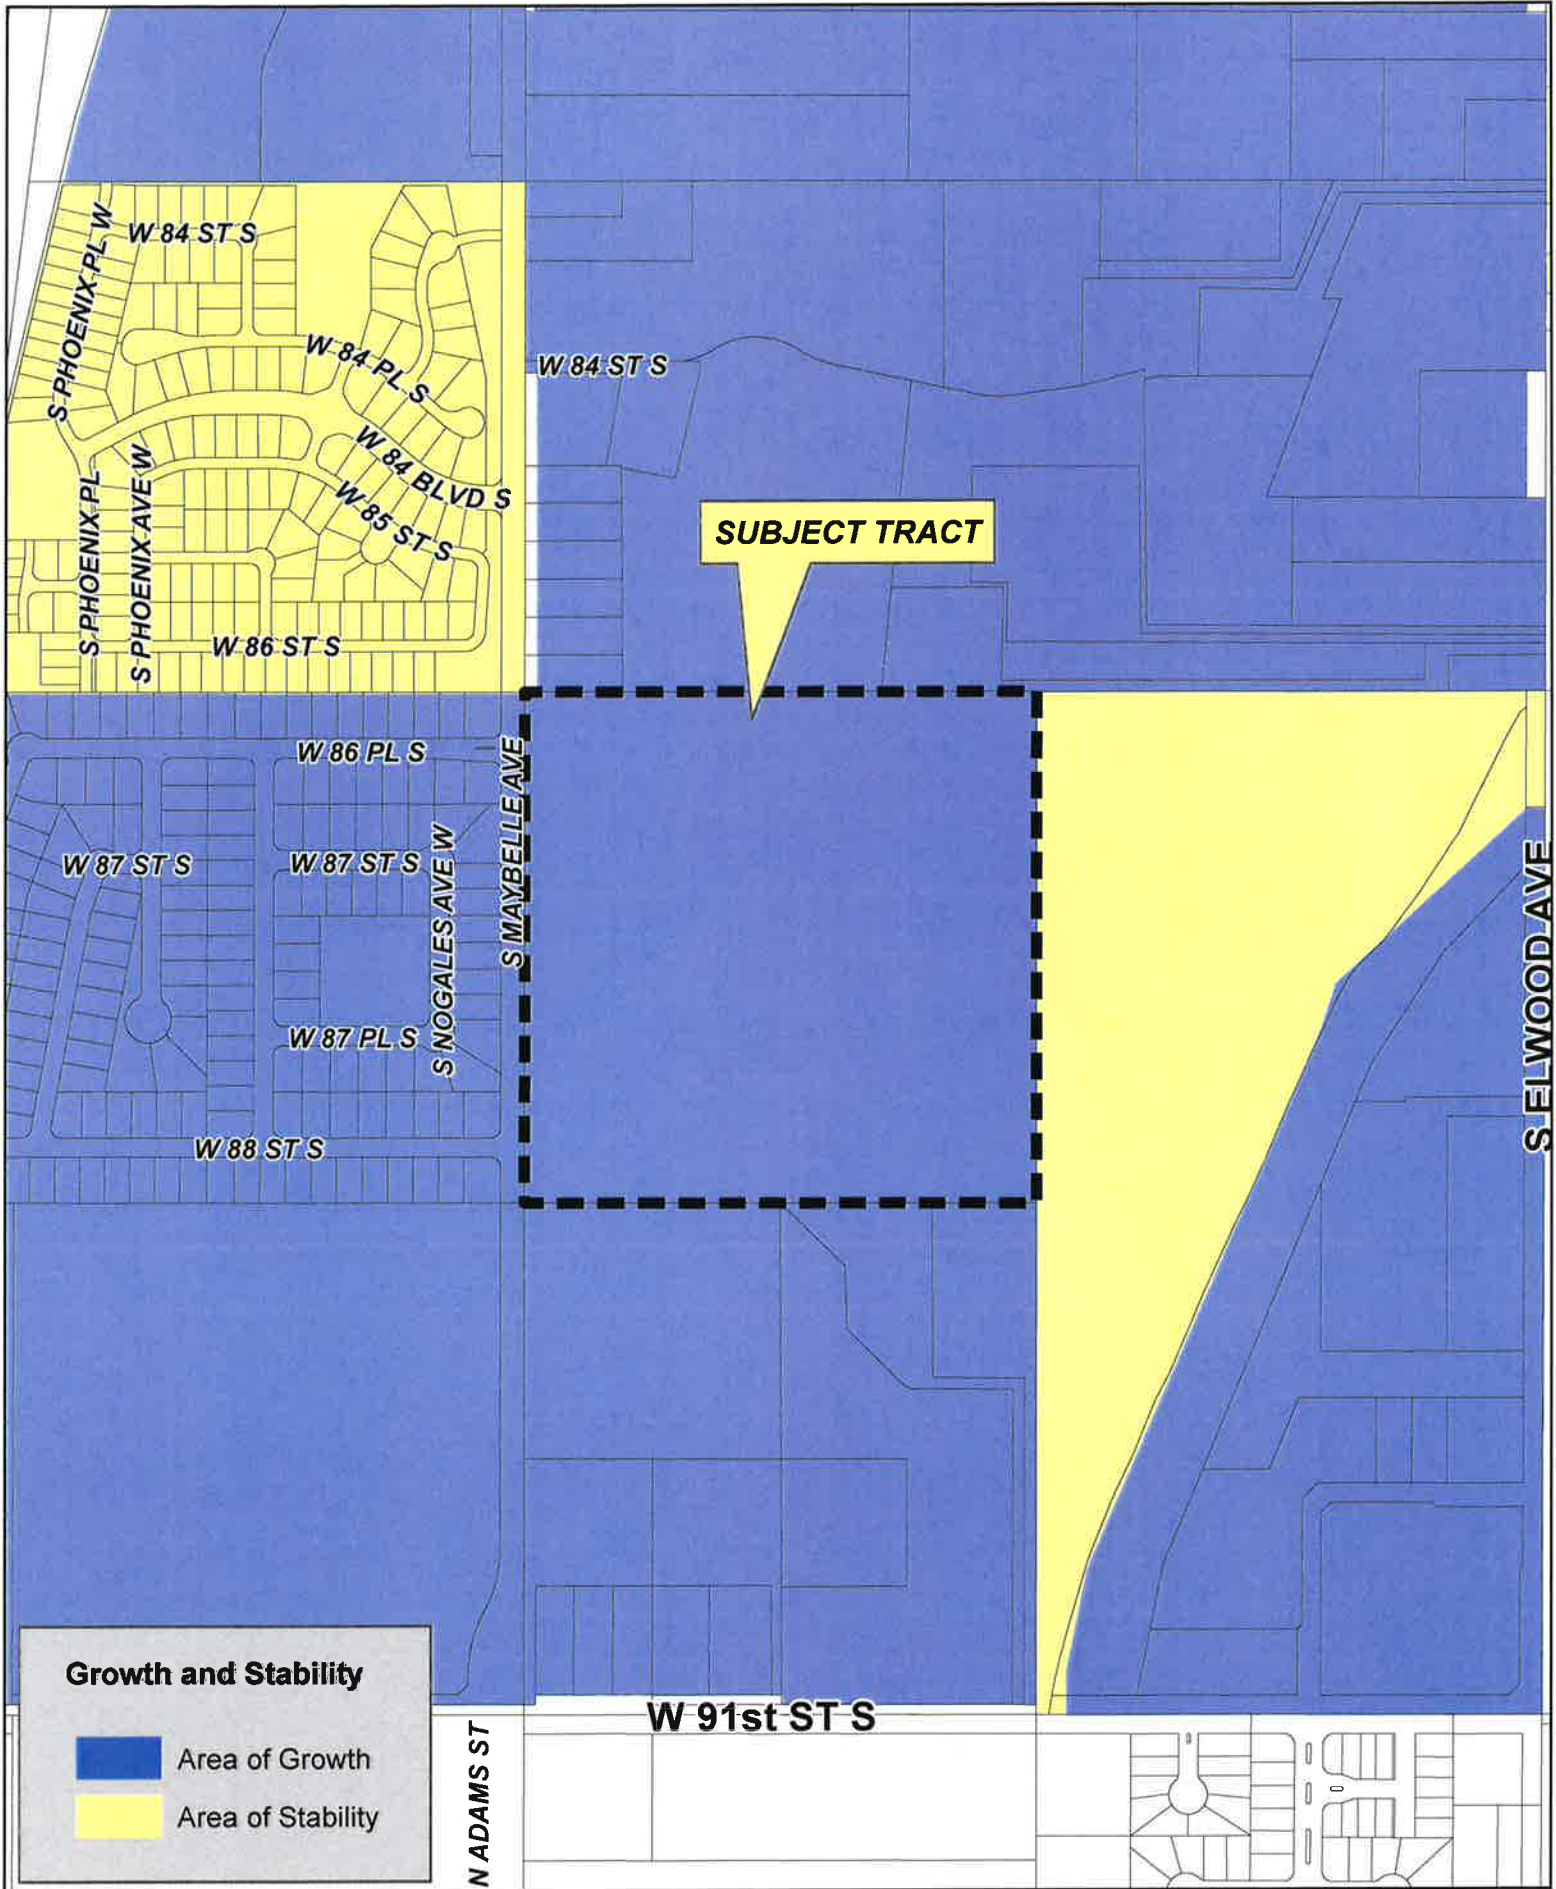 W 84 ST S
S PHOENIX PL W
W 84 PL S
W 84 ST S
W 84 BLVD S
W 85 ST S
S PHOENIX PL
S PHOENIX AVE W
W 86 ST S
SUBJECT TRACT
W 86 PL S
S MAYBELLE AVE
W 87 ST S
W 87 ST S
S NOGALES AVE W
W 87 PL S
W 88 ST S
S ELWOOD AVE
Growth and Stability
Area of Growth
Area of Stability
W 91st ST S
N ADAMS ST